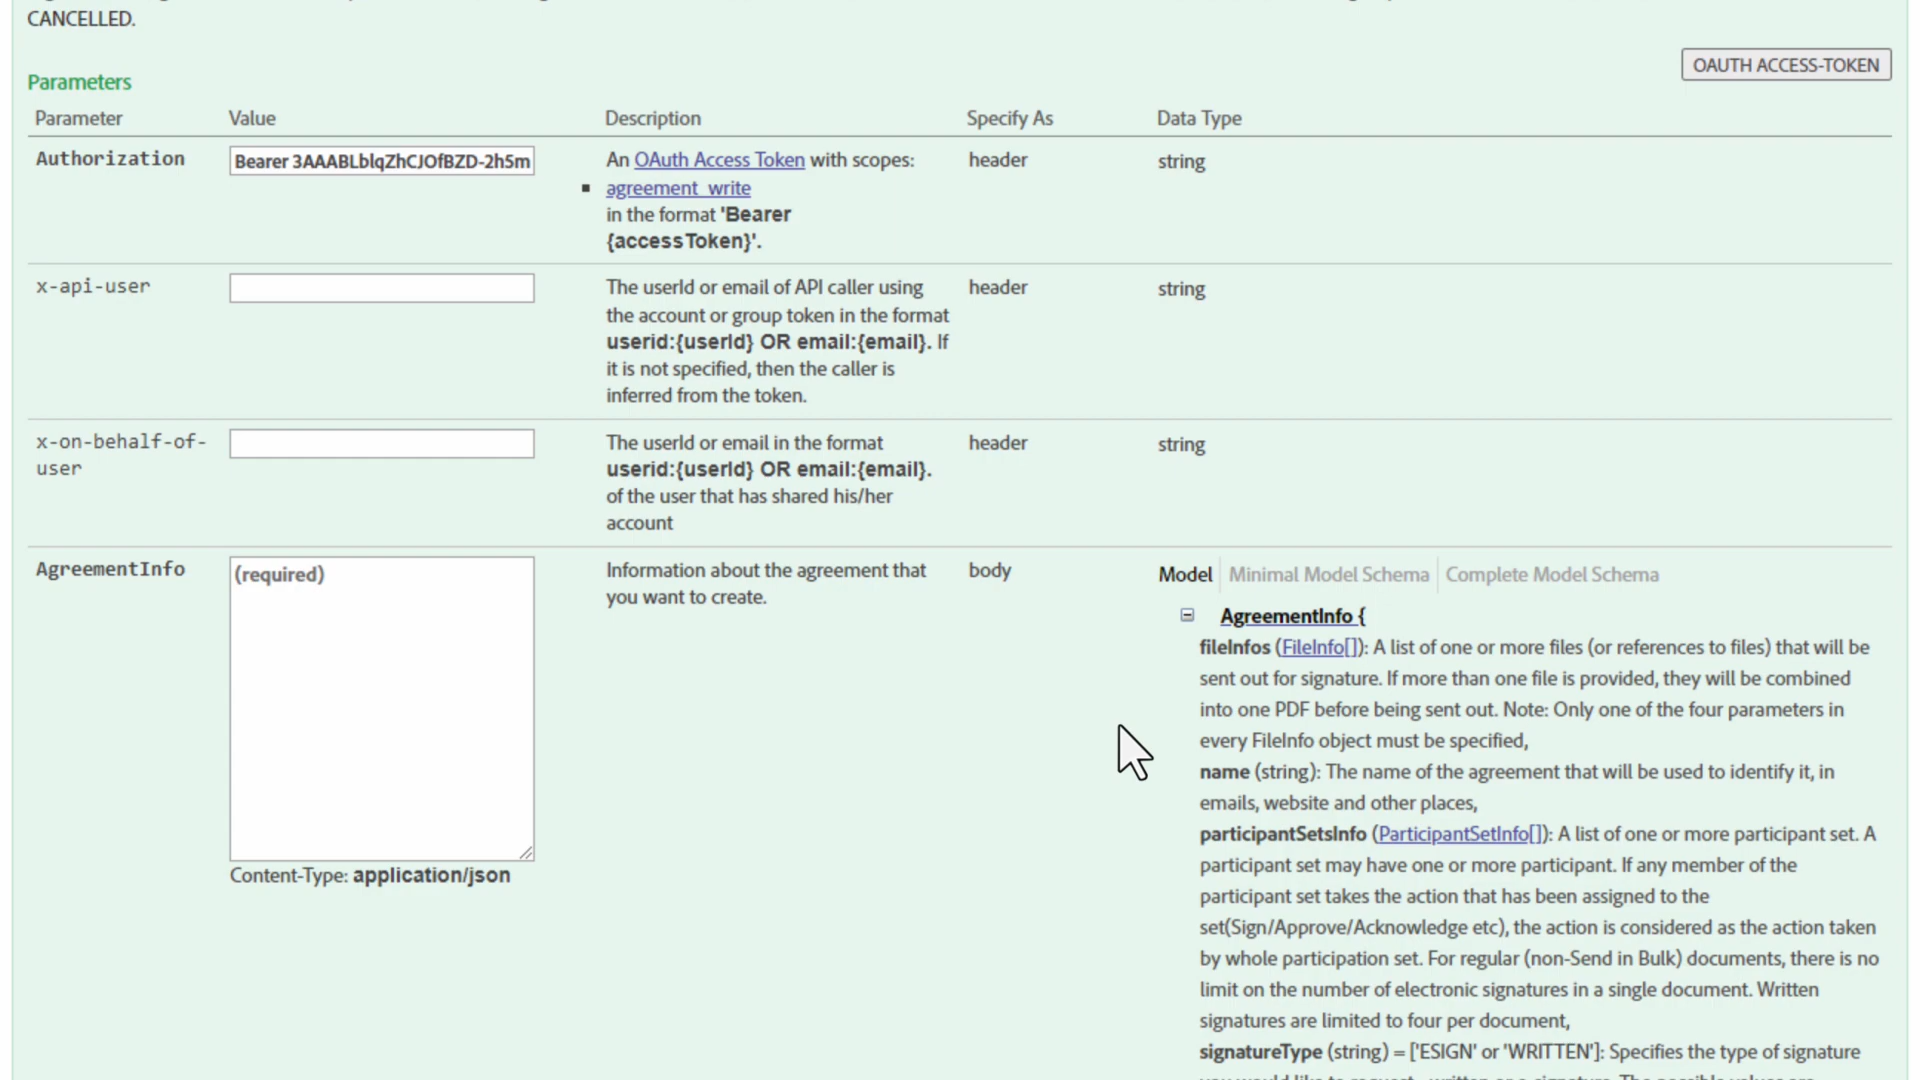 CANCELLED.
OAUTH ACCESS-TOKEN
Parameters
Parameter Value Description Specify As Data Type
Authorization Bearer 3AAABLblqZhCJOfBZD-2h5m An OAuth Access Token with scopes: header string
▪ agreement_write
in the format 'Bearer
{accessToken}'.
x-api-user The userId or email of API caller using header string
the account or group token in the format
userid:{userId} OR email:{email}. If
it is not specified, then the caller is
inferred from the token.
x-on-behalf-of- The userId or email in the format header string
user userid:{userId} OR email:{email}.
of the user that has shared his/her
account
AgreementInfo (required) Information about the agreement that body Model Minimal Model Schema Complete Model Schema
you want to create.
AgreementInfo {
fileInfos (FileInfo[]): A list of one or more files (or references to files) that will be
sent out for signature. If more than one file is provided, they will be combined
into one PDF before being sent out. Note: Only one of the four parameters in
every FileInfo object must be specified,
name (string): The name of the agreement that will be used to identify it, in
emails, website and other places,
participantSetsInfo (ParticipantSetInfo[]): A list of one or more participant set. A
participant set may have one or more participant. If any member of the
Content-Type: application/json
participant set takes the action that has been assigned to the
set(Sign/Approve/Acknowledge etc), the action is considered as the action taken
by whole participation set. For regular (non-Send in Bulk) documents, there is no
limit on the number of electronic signatures in a single document. Written
signatures are limited to four per document,
signatureType (string) = ['ESIGN' or 'WRITTEN']: Specifies the type of signature